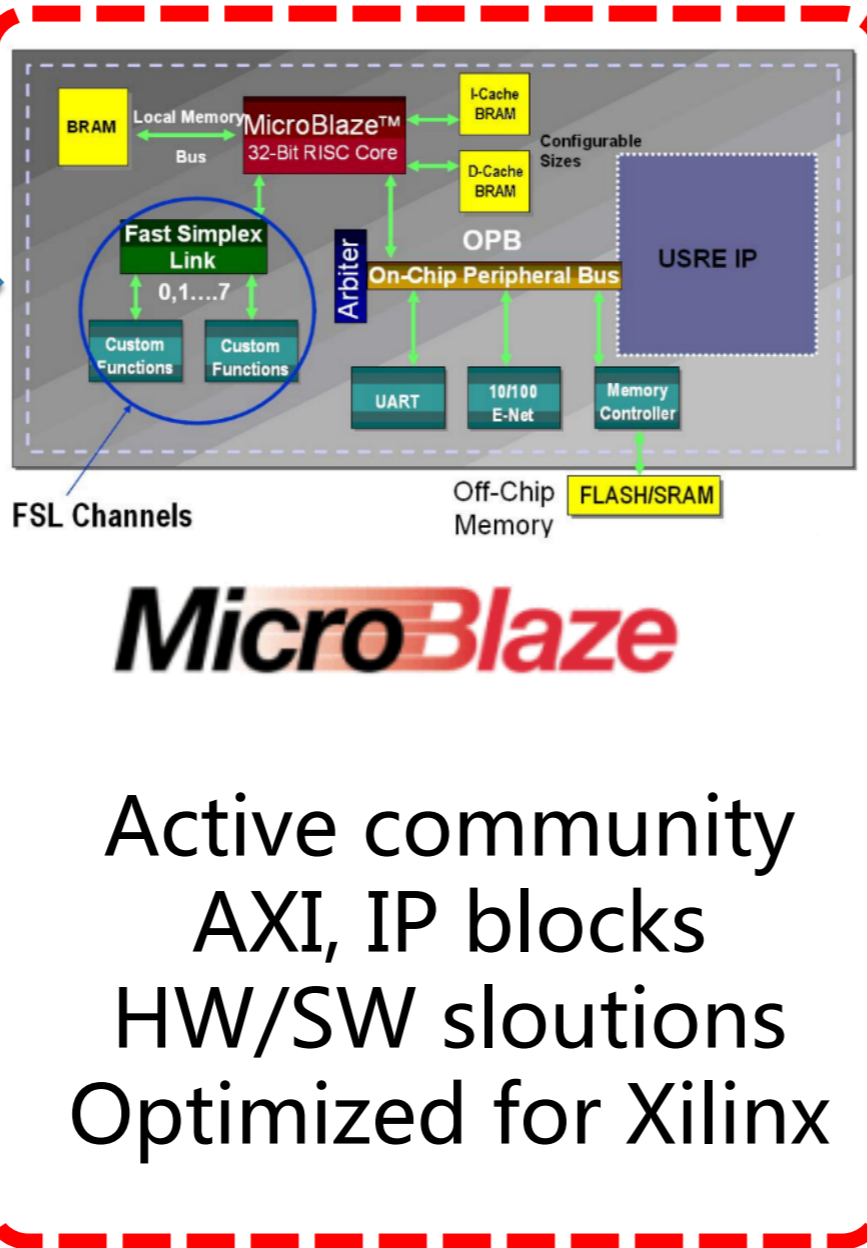 BRAM
Local Memory
Bus
MicroBlaze™
32-Bit RISC Core
I-Cache
BRAM
Configurable
Sizes
D-Cache
BRAM
Fast Simplex
Link
0,1....7
Custom
Functions
Custom
Functions
Arbiter
OPB
On-Chip Peripheral Bus
USRE IP
UART
10/100
E-Net
Memory
Controller
FSL Channels
Off-Chip
Memory
FLASH/SRAM
MicroBlaze
Active community
AXI, IP blocks
HW/SW sloutions
Optimized for Xilinx